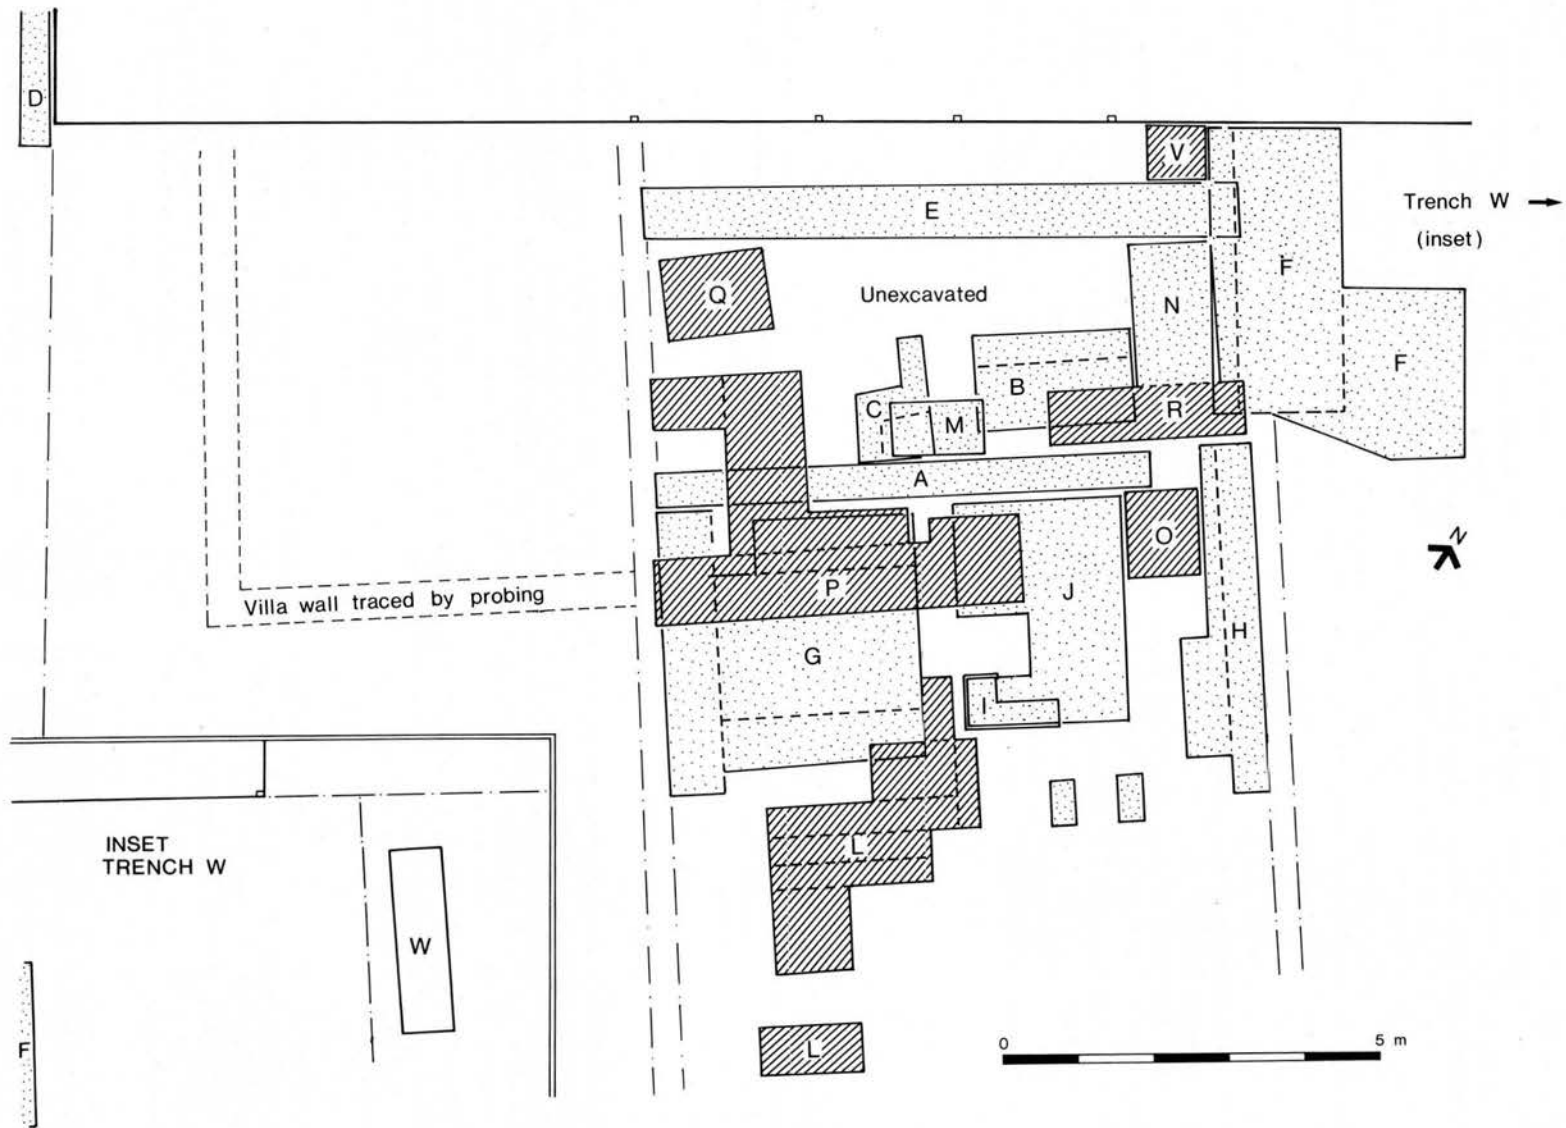 D
V
Trench W
(inset)
E
F
Q
Unexcavated
N
F
B
C
R
M
A
O
N
P
J
Villa wall traced by probing
H
G
I
INSET
TRENCH W
L
W
F
L
0
5 m